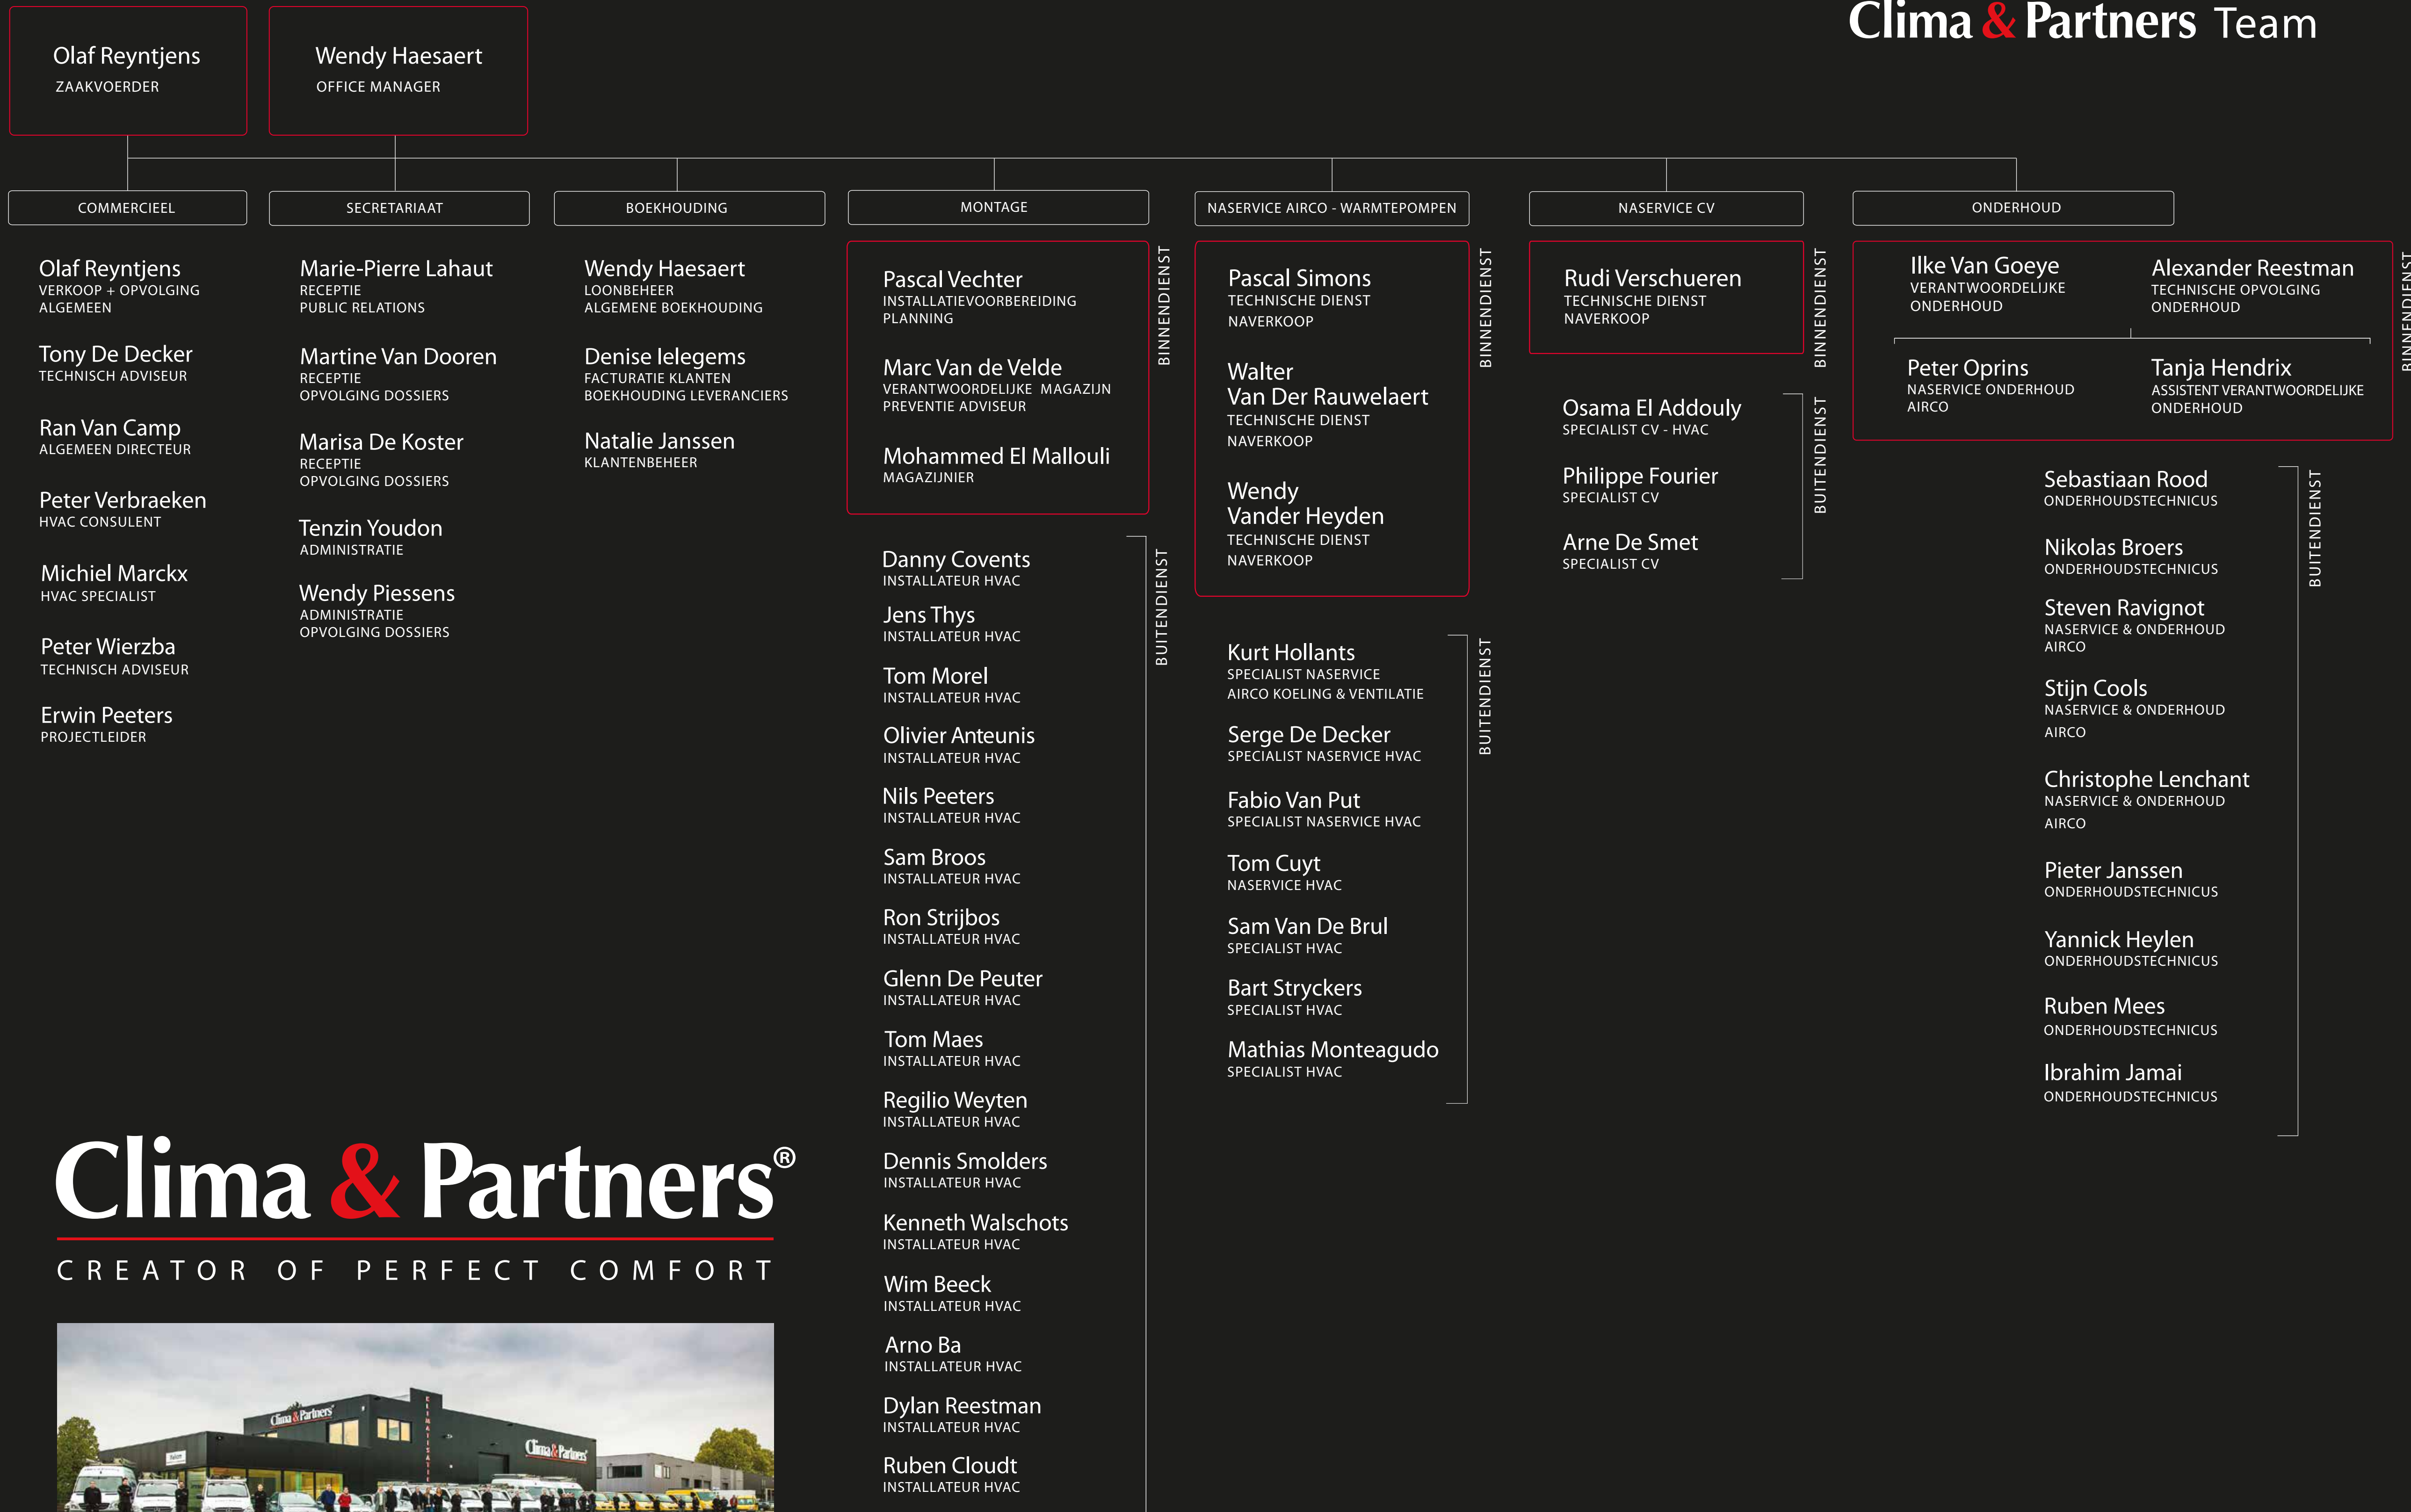 Clima & Partners Team
Olaf Reyntjens
ZAAKVOERDER
Wendy Haesaert
OFFICE MANAGER
COMMERCIEEL
Olaf Reyntjens
VERKOOP + OPVOLGING
ALGEMEEN
Tony De Decker
TECHNISCH ADVISEUR
Ran Van Camp
ALGEMEEN DIRECTEUR
Peter Verbraeken
HVAC CONSULENT
Michiel Marckx
HVAC SPECIALIST
Peter Wierzba
TECHNISCH ADVISEUR
Erwin Peeters
PROJECTLEIDER
SECRETARIAAT
Marie-Pierre Lahaut
RECEPTIE
PUBLIC RELATIONS
Martine Van Dooren
RECEPTIE
OPVOLGING DOSSIERS
Marisa De Koster
RECEPTIE
OPVOLGING DOSSIERS
Tenzin Youdon
ADMINISTRATIE
Wendy Piessens
ADMINISTRATIE
OPVOLGING DOSSIERS
BOEKHOUDING
Wendy Haesaert
LOONBEHEER
ALGEMENE BOEKHOUDING
Denise Ielegems
FACTURATIE KLANTEN
BOEKHOUDING LEVERANCIERS
Natalie Janssen
KLANTENBEHEER
MONTAGE
BINNENDIENST
Pascal Vechter
INSTALLATIEVOORBEREIDING
PLANNING
Marc Van de Velde
VERANTWOORDELIJKE MAGAZIJN
PREVENTIE ADVISEUR
Mohammed El Mallouli
MAGAZIJNIER
BUITENDIENST
Danny Covents
INSTALLATEUR HVAC
Jens Thys
INSTALLATEUR HVAC
Tom Morel
INSTALLATEUR HVAC
Olivier Anteunis
INSTALLATEUR HVAC
Nils Peeters
INSTALLATEUR HVAC
Sam Broos
INSTALLATEUR HVAC
Ron Strijbos
INSTALLATEUR HVAC
Glenn De Peuter
INSTALLATEUR HVAC
Tom Maes
INSTALLATEUR HVAC
Regilio Weyten
INSTALLATEUR HVAC
Dennis Smolders
INSTALLATEUR HVAC
Kenneth Walschots
INSTALLATEUR HVAC
Wim Beeck
INSTALLATEUR HVAC
Arno Ba
INSTALLATEUR HVAC
Dylan Reestman
INSTALLATEUR HVAC
Ruben Cloudt
INSTALLATEUR HVAC
NASERVICE AIRCO - WARMTEPOMPEN
BINNENDIENST
Pascal Simons
TECHNISCHE DIENST
NAVERKOOP
Walter
Van Der Rauwelaert
TECHNISCHE DIENST
NAVERKOOP
Wendy
Vander Heyden
TECHNISCHE DIENST
NAVERKOOP
BUITENDIENST
Kurt Hollants
SPECIALIST NASERVICE
AIRCO KOELING & VENTILATIE
Serge De Decker
SPECIALIST NASERVICE HVAC
Fabio Van Put
SPECIALIST NASERVICE HVAC
Tom Cuyt
NASERVICE HVAC
Sam Van De Brul
SPECIALIST HVAC
Bart Stryckers
SPECIALIST HVAC
Mathias Monteagudo
SPECIALIST HVAC
NASERVICE CV
BINNENDIENST
Rudi Verschueren
TECHNISCHE DIENST
NAVERKOOP
BUITENDIENST
Osama El Addouly
SPECIALIST CV - HVAC
Philippe Fourier
SPECIALIST CV
Arne De Smet
SPECIALIST CV
ONDERHOUD
BINNENDIENST
Ilke Van Goeye
VERANTWOORDELIJKE
ONDERHOUD
Alexander Reestman
TECHNISCHE OPVOLGING
ONDERHOUD
Peter Oprins
NASERVICE ONDERHOUD
AIRCO
Tanja Hendrix
ASSISTENT VERANTWOORDELIJKE
ONDERHOUD
BUITENDIENST
Sebastiaan Rood
ONDERHOUDSTECHNICUS
Nikolas Broers
ONDERHOUDSTECHNICUS
Steven Ravignot
NASERVICE & ONDERHOUD
AIRCO
Stijn Cools
NASERVICE & ONDERHOUD
AIRCO
Christophe Lenchant
NASERVICE & ONDERHOUD
AIRCO
Pieter Janssen
ONDERHOUDSTECHNICUS
Yannick Heylen
ONDERHOUDSTECHNICUS
Ruben Mees
ONDERHOUDSTECHNICUS
Ibrahim Jamai
ONDERHOUDSTECHNICUS
Clima & Partners®
CREATOR OF PERFECT COMFORT
Clima & Partners
Clima & Partners